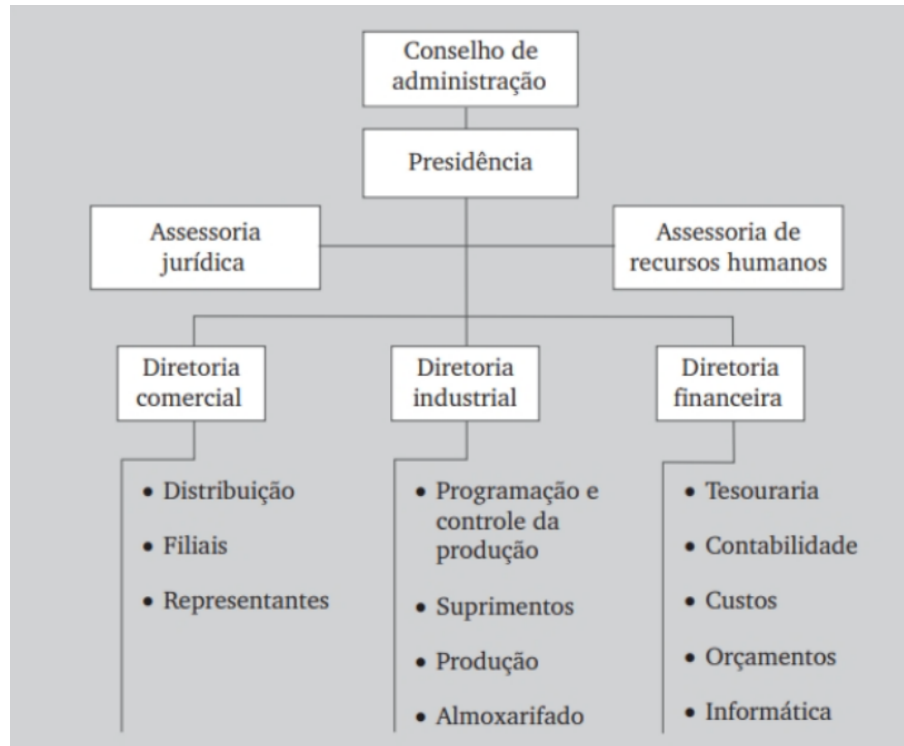 Conselho de
administração
Presidência
Assessoria
jurídica
Assessoria de
recursos humanos
Diretoria
comercial
Diretoria
industrial
Diretoria
financeira
• Distribuição
• Filiais
• Representantes
• Programação e
controle da
produção
• Suprimentos
• Produção
• Almoxarifado
• Tesouraria
• Contabilidade
• Custos
• Orçamentos
• Informática